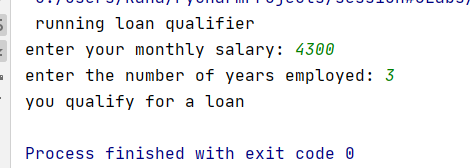 running loan qualifier
enter your monthly salary: 4300
enter the number of years employed: 3
you qualify for a loan
Process finished with exit code 0